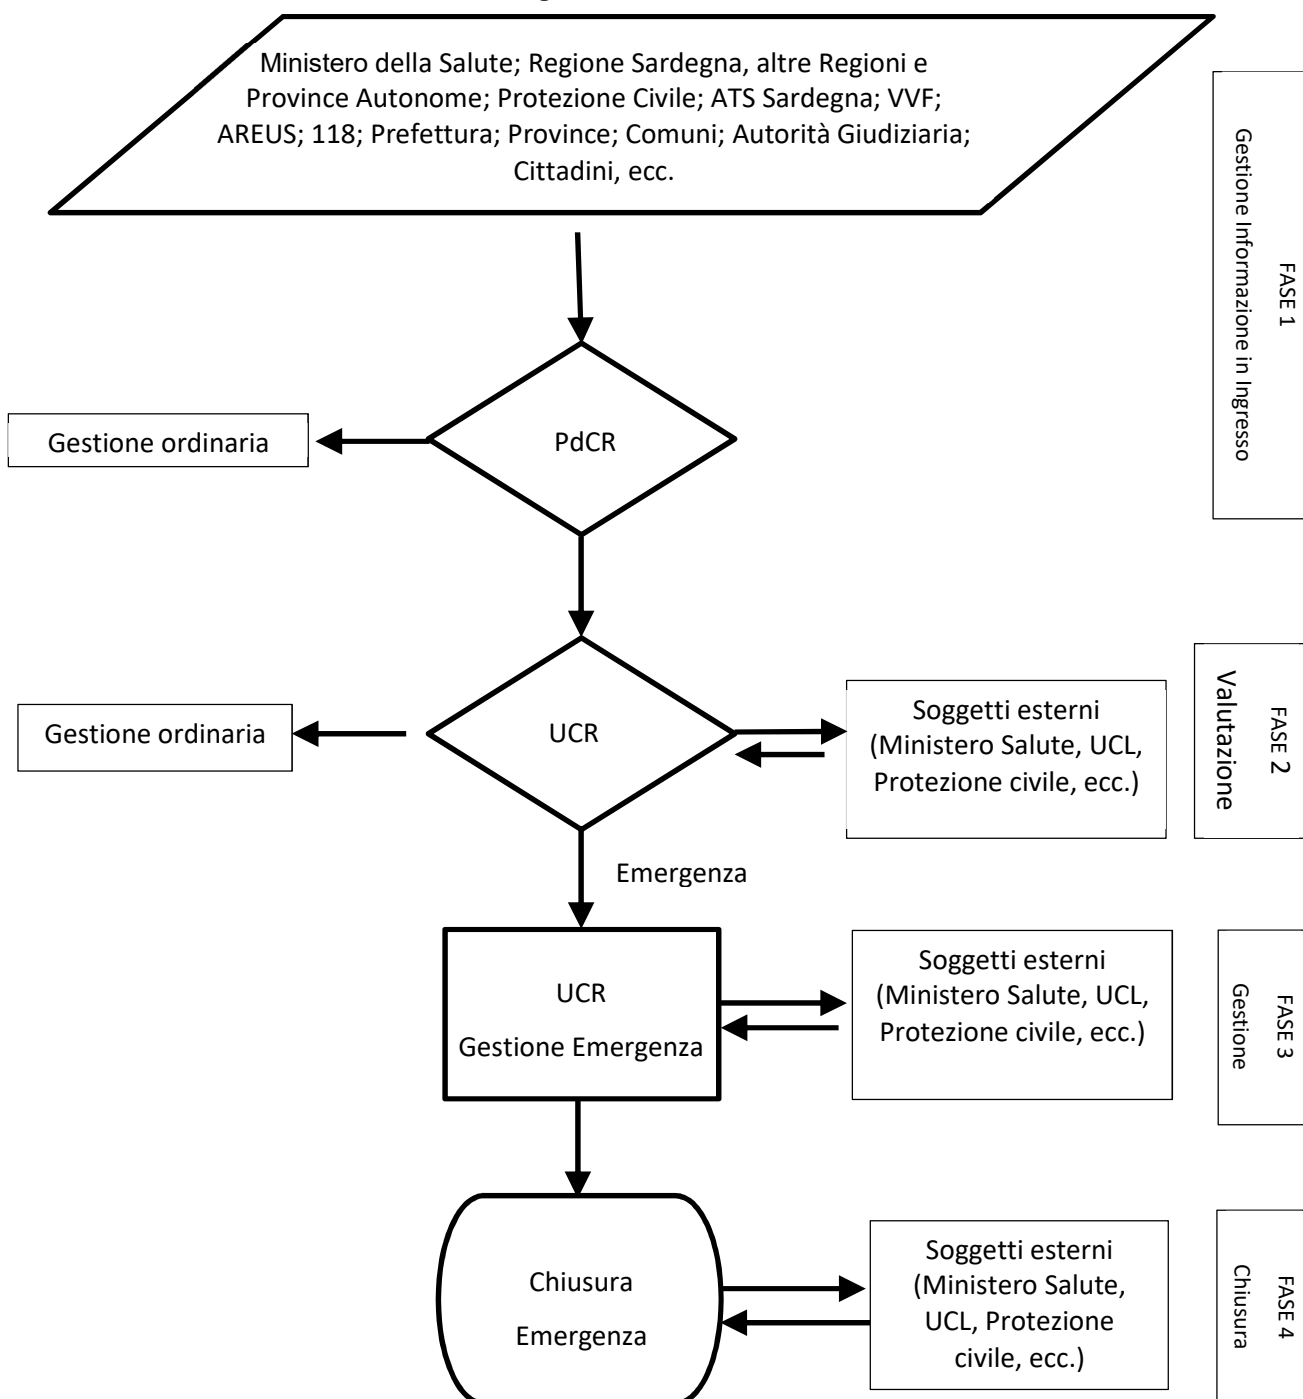 Ministero della Salute; Regione Sardegna, altre Regioni e
Province Autonome; Protezione Civile; ATS Sardegna; VVF;
AREUS; 118; Prefettura; Province; Comuni; Autorità Giudiziaria;
Cittadini, ecc.
FASE 1
Gestione Informazione in Ingresso
Gestione ordinaria
PdCR
Gestione ordinaria
UCR
Soggetti esterni
(Ministero Salute, UCL,
Protezione civile, ecc.)
FASE 2
Valutazione
Emergenza
UCR
Gestione Emergenza
Soggetti esterni
(Ministero Salute, UCL,
Protezione civile, ecc.)
FASE 3
Gestione
Chiusura
Emergenza
Soggetti esterni
(Ministero Salute,
UCL, Protezione
civile, ecc.)
FASE 4
Chiusura